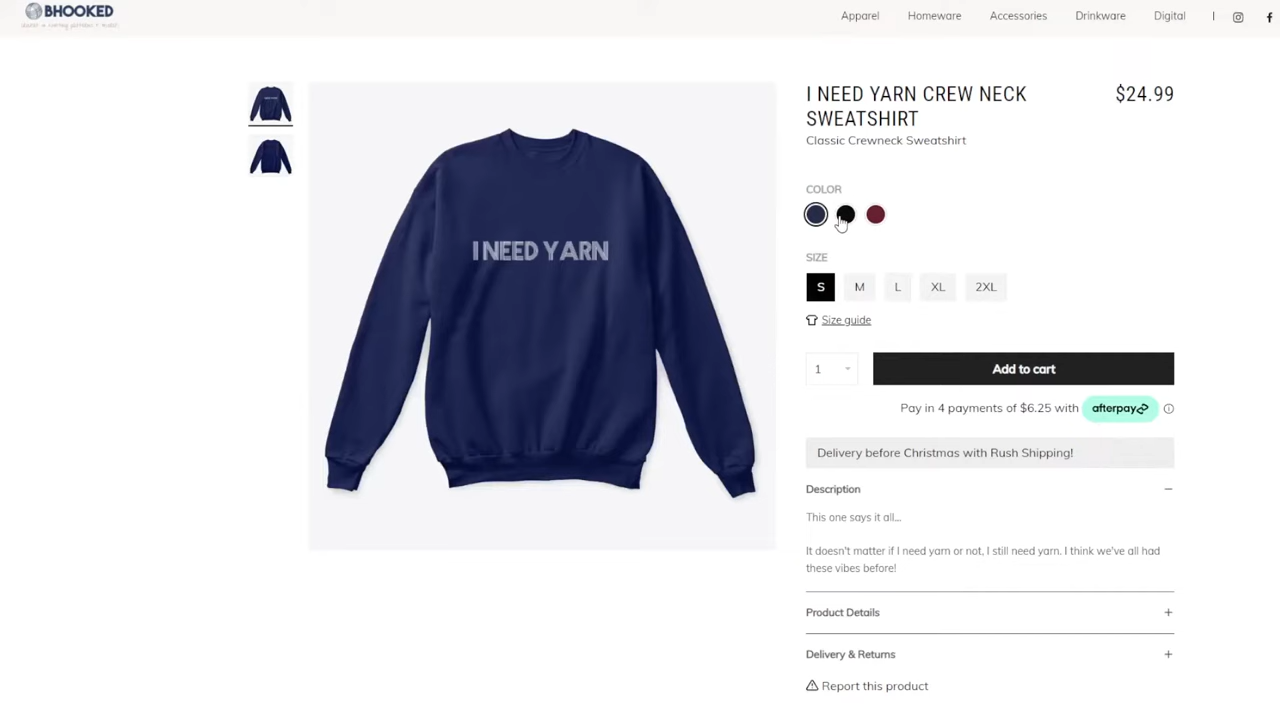 BHOOKED
Apparel Homeware Accessories Drinkware Digital
I NEED YARN CREW NECK
SWEATSHIRT
$24.99
Classic Crewneck Sweatshirt
COLOR
I NEED YARN
SIZE
S M L XL 2XL
Size guide
1
Add to cart
Pay in 4 payments of $6.25 with afterpay
Delivery before Christmas with Rush Shipping!
Description
This one says it all...
It doesn't matter if I need yarn or not, I still need yarn. I think we've all had
these vibes before!
Product Details
Delivery & Returns
Report this product